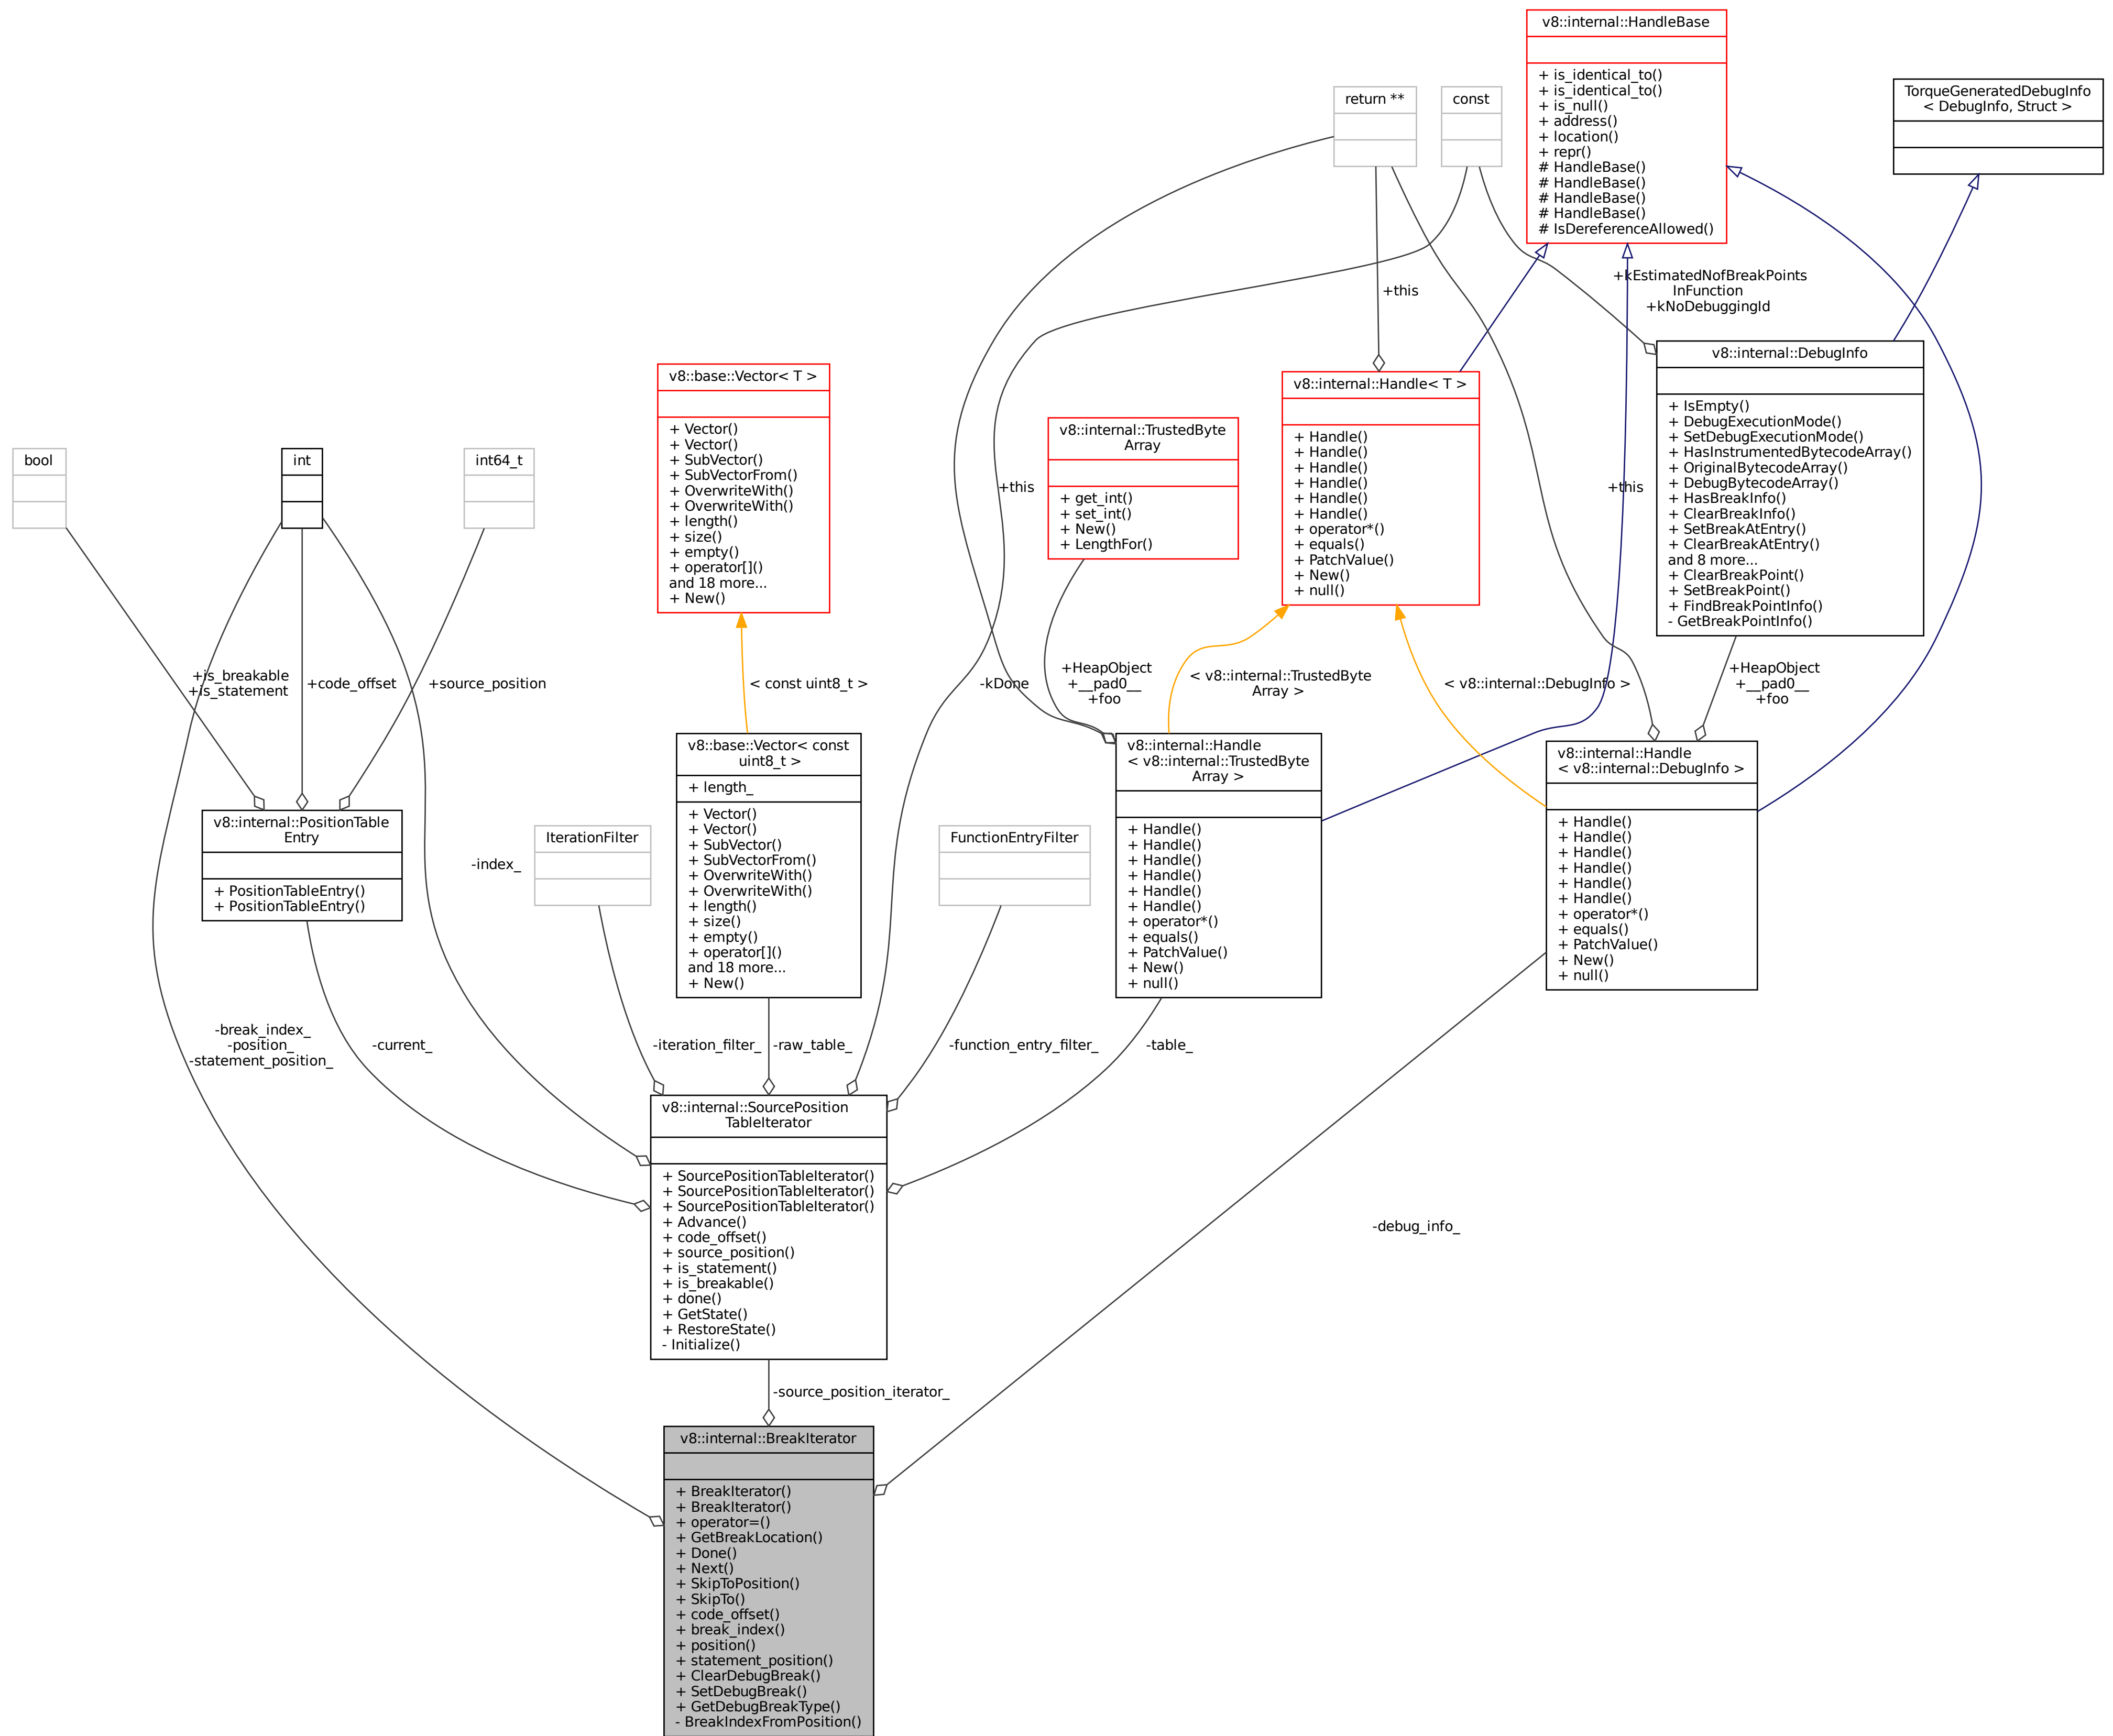 v8::internal::HandleBase
+ is_identical_to()
+ is_identical_to()
+ is_null()
+ address()
+ location()
+ repr()
# HandleBase()
# HandleBase()
# HandleBase()
# HandleBase()
# IsDereferenceAllowed()
return **
const
TorqueGeneratedDebugInfo
< DebugInfo, Struct >
+this
+kEstimatedNofBreakPoints
InFunction
+kNoDebuggingId
v8::internal::DebugInfo
+ IsEmpty()
+ DebugExecutionMode()
+ SetDebugExecutionMode()
+ HasInstrumentedBytecodeArray()
+ OriginalBytecodeArray()
+ DebugBytecodeArray()
+ HasBreakInfo()
+ ClearBreakInfo()
+ SetBreakAtEntry()
+ ClearBreakAtEntry()
and 8 more...
+ ClearBreakPoint()
+ SetBreakPoint()
+ FindBreakPointInfo()
- GetBreakPointInfo()
v8::base::Vector< T >
+ Vector()
+ Vector()
+ SubVector()
+ SubVectorFrom()
+ OverwriteWith()
+ OverwriteWith()
+ length()
+ size()
+ empty()
+ operator[]()
and 18 more...
+ New()
v8::internal::Handle< T >
+ Handle()
+ Handle()
+ Handle()
+ Handle()
+ Handle()
+ Handle()
+ operator*()
+ equals()
+ PatchValue()
+ New()
+ null()
v8::internal::TrustedByte
Array
+ get_int()
+ set_int()
+ New()
+ LengthFor()
bool
int
int64_t
+this
+this
+is_breakable
+is_statement
+code_offset
+source_position
< const uint8_t >
-kDone
+HeapObject
+__pad0__
+foo
< v8::internal::TrustedByte
Array >
< v8::internal::DebugInfo >
+HeapObject
+__pad0__
+foo
v8::internal::PositionTable
Entry
+ PositionTableEntry()
+ PositionTableEntry()
-index_
IterationFilter
v8::base::Vector< const
uint8_t >
+ length_
+ Vector()
+ Vector()
+ SubVector()
+ SubVectorFrom()
+ OverwriteWith()
+ OverwriteWith()
+ length()
+ size()
+ empty()
+ operator[]()
and 18 more...
+ New()
FunctionEntryFilter
v8::internal::Handle
< v8::internal::TrustedByte
Array >
+ Handle()
+ Handle()
+ Handle()
+ Handle()
+ Handle()
+ Handle()
+ operator*()
+ equals()
+ PatchValue()
+ New()
+ null()
v8::internal::Handle
< v8::internal::DebugInfo >
+ Handle()
+ Handle()
+ Handle()
+ Handle()
+ Handle()
+ Handle()
+ operator*()
+ equals()
+ PatchValue()
+ New()
+ null()
-break_index_
-position_
-statement_position_
-current_
-iteration_filter_
-raw_table_
-function_entry_filter_
-table_
v8::internal::SourcePosition
TableIterator
+ SourcePositionTableIterator()
+ SourcePositionTableIterator()
+ SourcePositionTableIterator()
+ Advance()
+ code_offset()
+ source_position()
+ is_statement()
+ is_breakable()
+ done()
+ GetState()
+ RestoreState()
- Initialize()
-debug_info_
-source_position_iterator_
v8::internal::BreakIterator
+ BreakIterator()
+ BreakIterator()
+ operator=()
+ GetBreakLocation()
+ Done()
+ Next()
+ SkipToPosition()
+ SkipTo()
+ code_offset()
+ break_index()
+ position()
+ statement_position()
+ ClearDebugBreak()
+ SetDebugBreak()
+ GetDebugBreakType()
- BreakIndexFromPosition()